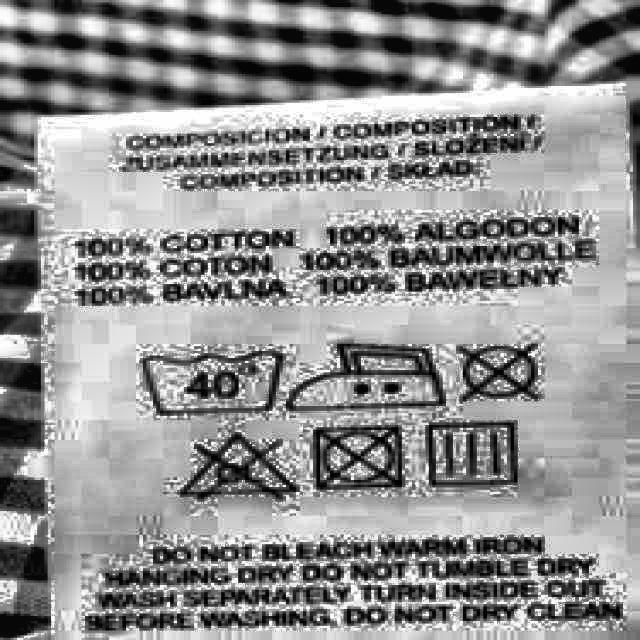 COMPOSICION / COMPOSITION /
ZUSAMMENSETZUNG / SLOŽENI /
COMPOSITION / SKŁAD:
100% COTTON 100% ALGODON
100% COTON 100% BAUMWOLLE
100% BAVLNA 100% BAWEŁNY
40°
DO NOT BLEACH WARM IRON
HANGING DRY DO NOT TUMBLE DRY
WASH SEPARATELY TURN INSIDE OUT
BEFORE WASHING. DO NOT DRY CLEAN